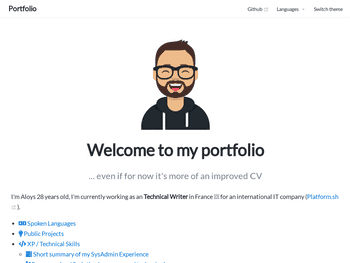 Portfolio
Github
Languages
Switch theme
Welcome to my portfolio
... even if for now it's more of an improved CV
I'm Aloys 28 years old, I'm currently working as an Technical Writer in France for an international IT company (Platform.sh
).
Spoken Languages
Public Projects
XP / Technical Skills
Short summary of my SysAdmin Experience